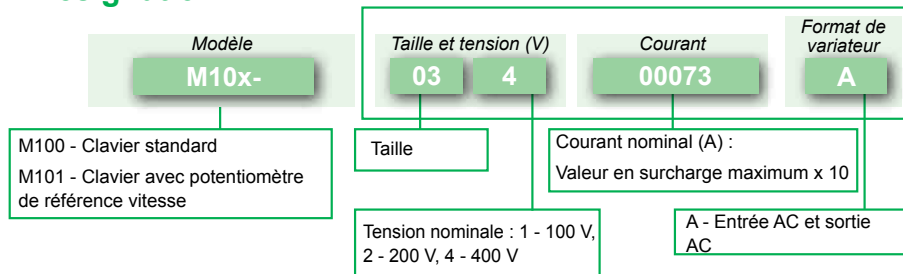 Modèle
Taille et tension (V)
Courant
Format de
variateur
M10x-
03
4
00073
A
M100 - Clavier standard
M101 - Clavier avec potentiomètre
de référence vitesse
Taille
Courant nominal (A) :
Valeur en surcharge maximum x 10
Tension nominale : 1 - 100 V,
2 - 200 V, 4 - 400 V
A - Entrée AC et sortie
AC